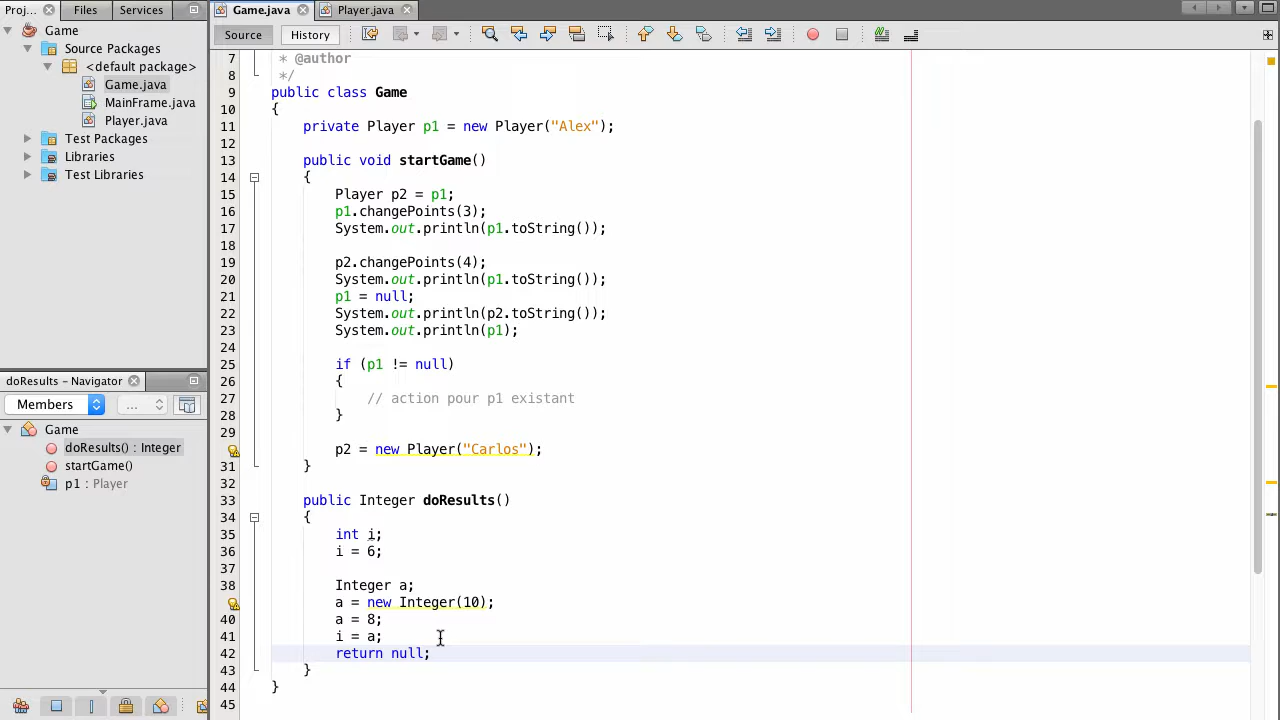 Proj...
Files
Services
Game
Source Packages
<default package>
Game.java
MainFrame.java
Player.java
Test Packages
Libraries
Test Libraries
doResults – Navigator
Members
...
Game
doResults() : Integer
startGame()
p1 : Player
Game.java
Player.java
Source
History
7 * @author
8 */
9 public class Game
10 {
11 private Player p1 = new Player("Alex");
12
13 public void startGame()
14 {
15 Player p2 = p1;
16 p1.changePoints(3);
17 System.out.println(p1.toString());
18
19 p2.changePoints(4);
20 System.out.println(p1.toString());
21 p1 = null;
22 System.out.println(p2.toString());
23 System.out.println(p1);
24
25 if (p1 != null)
26 {
27 // action pour p1 existant
28 }
29
p2 = new Player("Carlos");
31 }
32
33 public Integer doResults()
34 {
35 int i;
36 i = 6;
37
38 Integer a;
a = new Integer(10);
40 a = 8;
41 i = a;
42 return null;
43 }
44 }
45